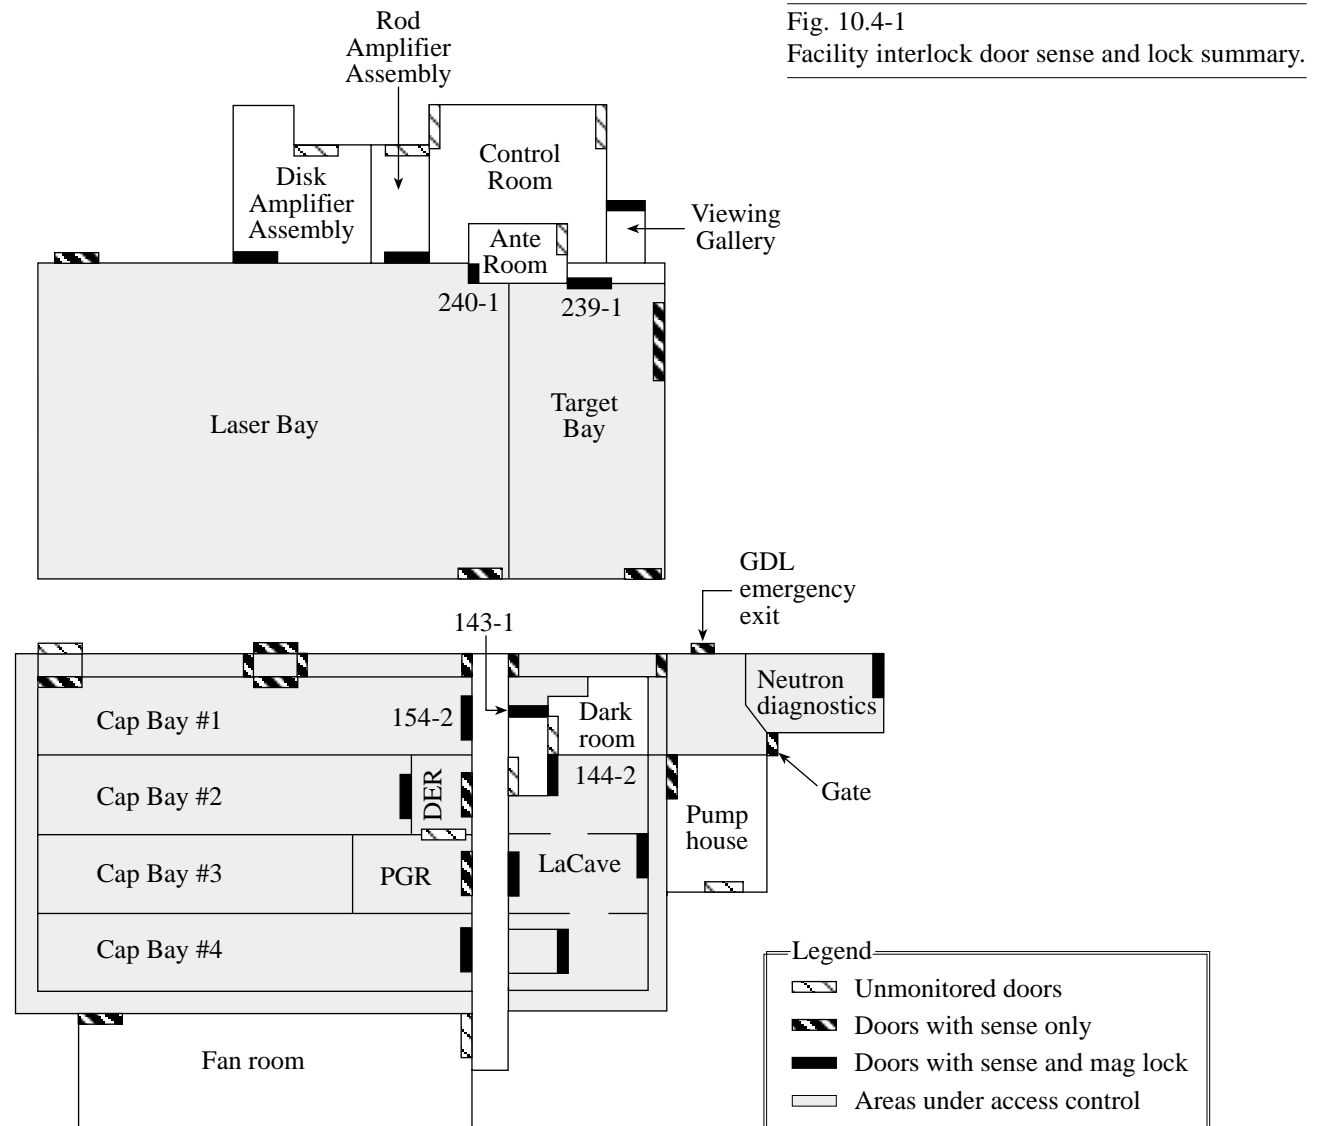 Fig. 10.4-1
Facility interlock door sense and lock summary.
Rod
Amplifier
Assembly
Control
Room
Disk
Amplifier
Assembly
Viewing
Gallery
Ante
Room
240-1
239-1
Laser Bay
Target
Bay
GDL
emergency
exit
143-1
Neutron
diagnostics
Cap Bay #1
154-2
Dark
room
144-2
Cap Bay #2
DER
Gate
Pump
house
Cap Bay #3
PGR
LaCave
Cap Bay #4
Fan room
Legend
Unmonitored doors
Doors with sense only
Doors with sense and mag lock
Areas under access control